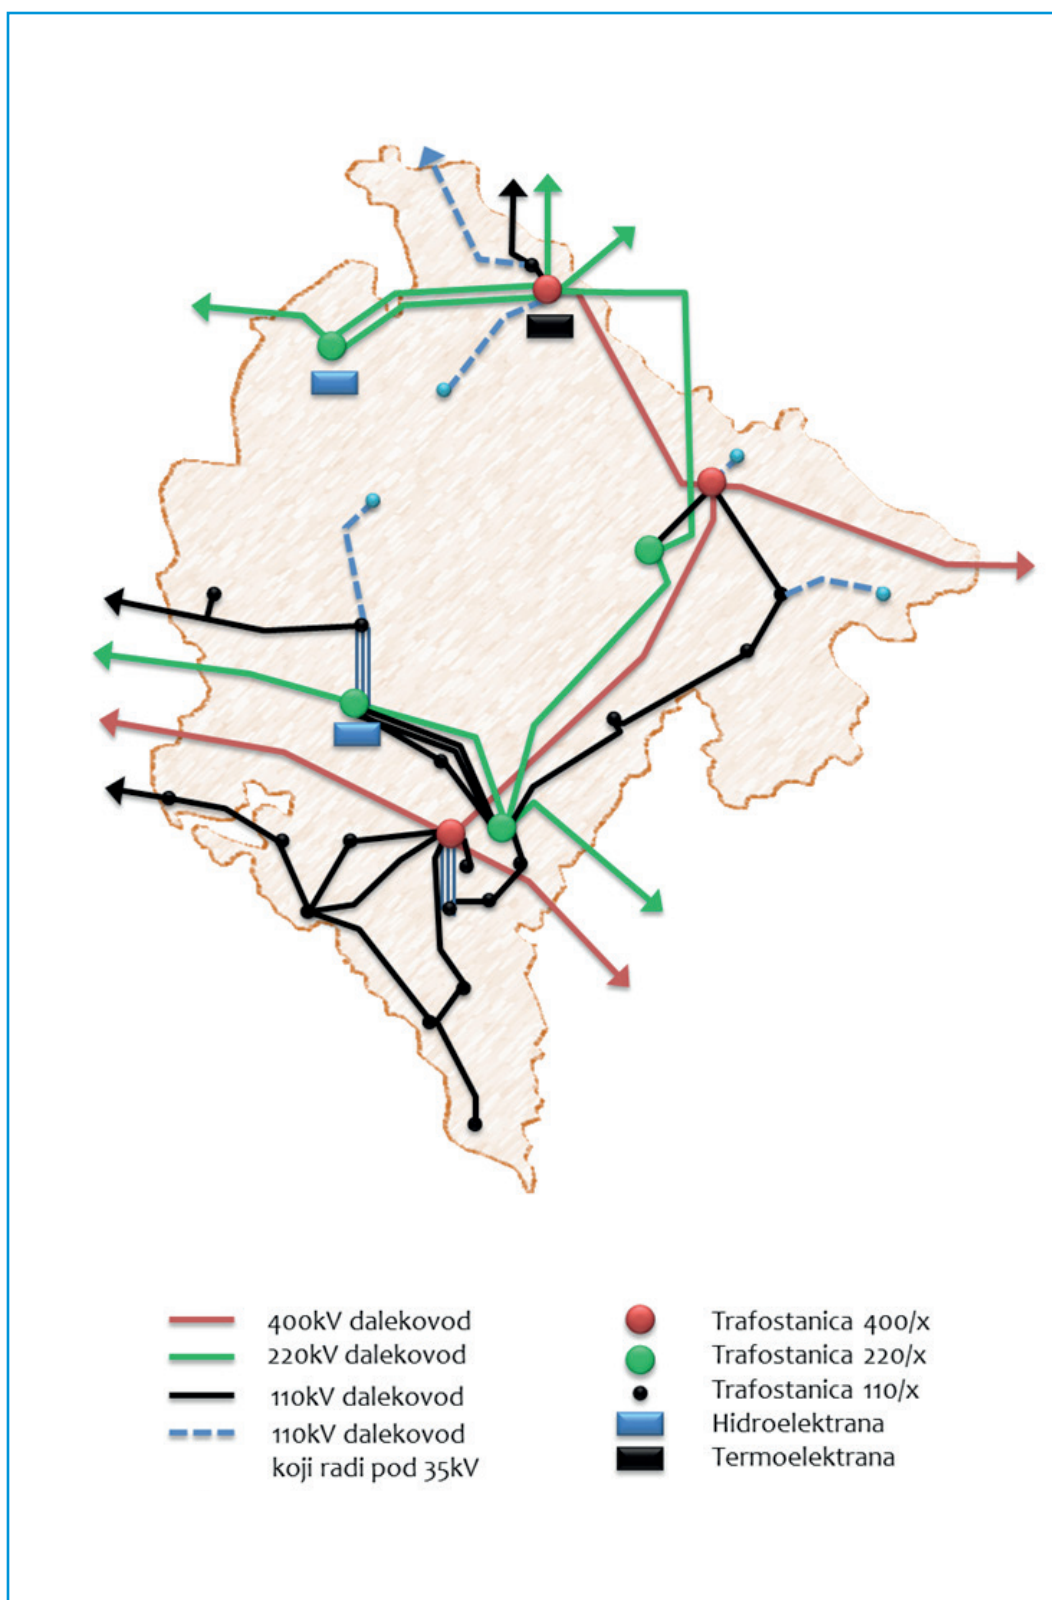 400kV dalekovod
220kV dalekovod
110kV dalekovod
110kV dalekovod
koji radi pod 35kV
Trafostanica 400/x
Trafostanica 220/x
Trafostanica 110/x
Hidroelektrana
Termoelektrana